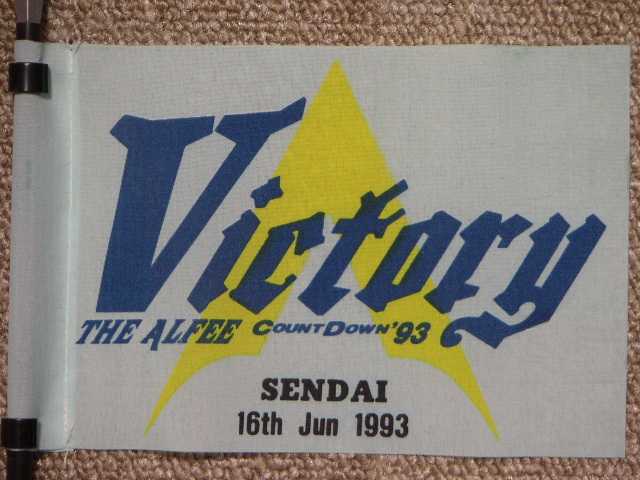 Victory
THE ALFEE COUNTDOWN'93
SENDAI
16th Jun 1993